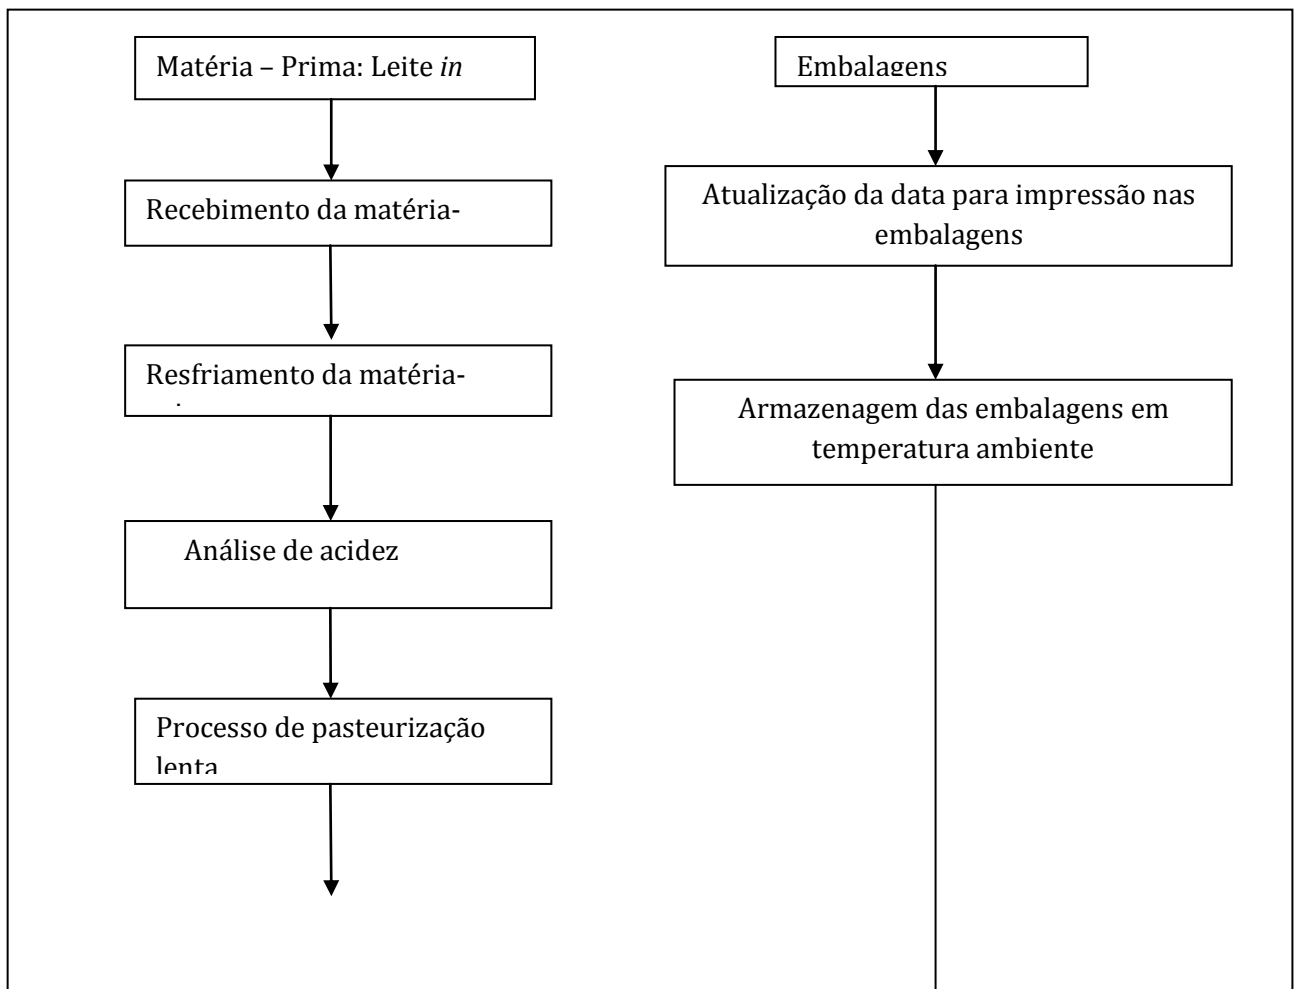 Matéria – Prima: Leite in
Recebimento da matéria-
Resfriamento da matéria-
Análise de acidez
Processo de pasteurização
lenta
Embalagens
Atualização da data para impressão nas
embalagens
Armazenagem das embalagens em
temperatura ambiente